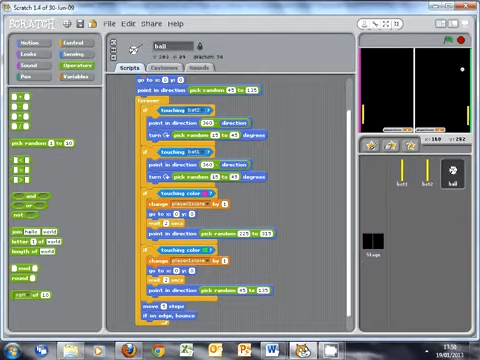 Scratch 1.4 of 30-Jun-09
File Edit Share Help
Motion Control
Looks Sensing
Sound Operators
Pen Variables
ball
Scripts Costumes Sounds
pick random 1 to 10
and
or
not
join hello world
letter 1 of world
length of world
mod
round
sqrt of 10
go to x: 0 y: 0
point in direction pick random 45 to 135
forever
if touching bat2 ?
point in direction 360 - direction
turn pick random 15 to 45 degrees
if touching bat1 ?
point in direction 360 - direction
turn pick random 15 to 45 degrees
if touching color ?
change player2score by 1
go to x: 0 y: 0
wait 2 secs
point in direction pick random 225 to 315
if touching color ?
change player1score by 1
go to x: 0 y: 0
wait 2 secs
point in direction pick random 45 to 135
move 5 steps
if on edge, bounce
bat1 bat2 ball
Stage
13:50
19/01/2013